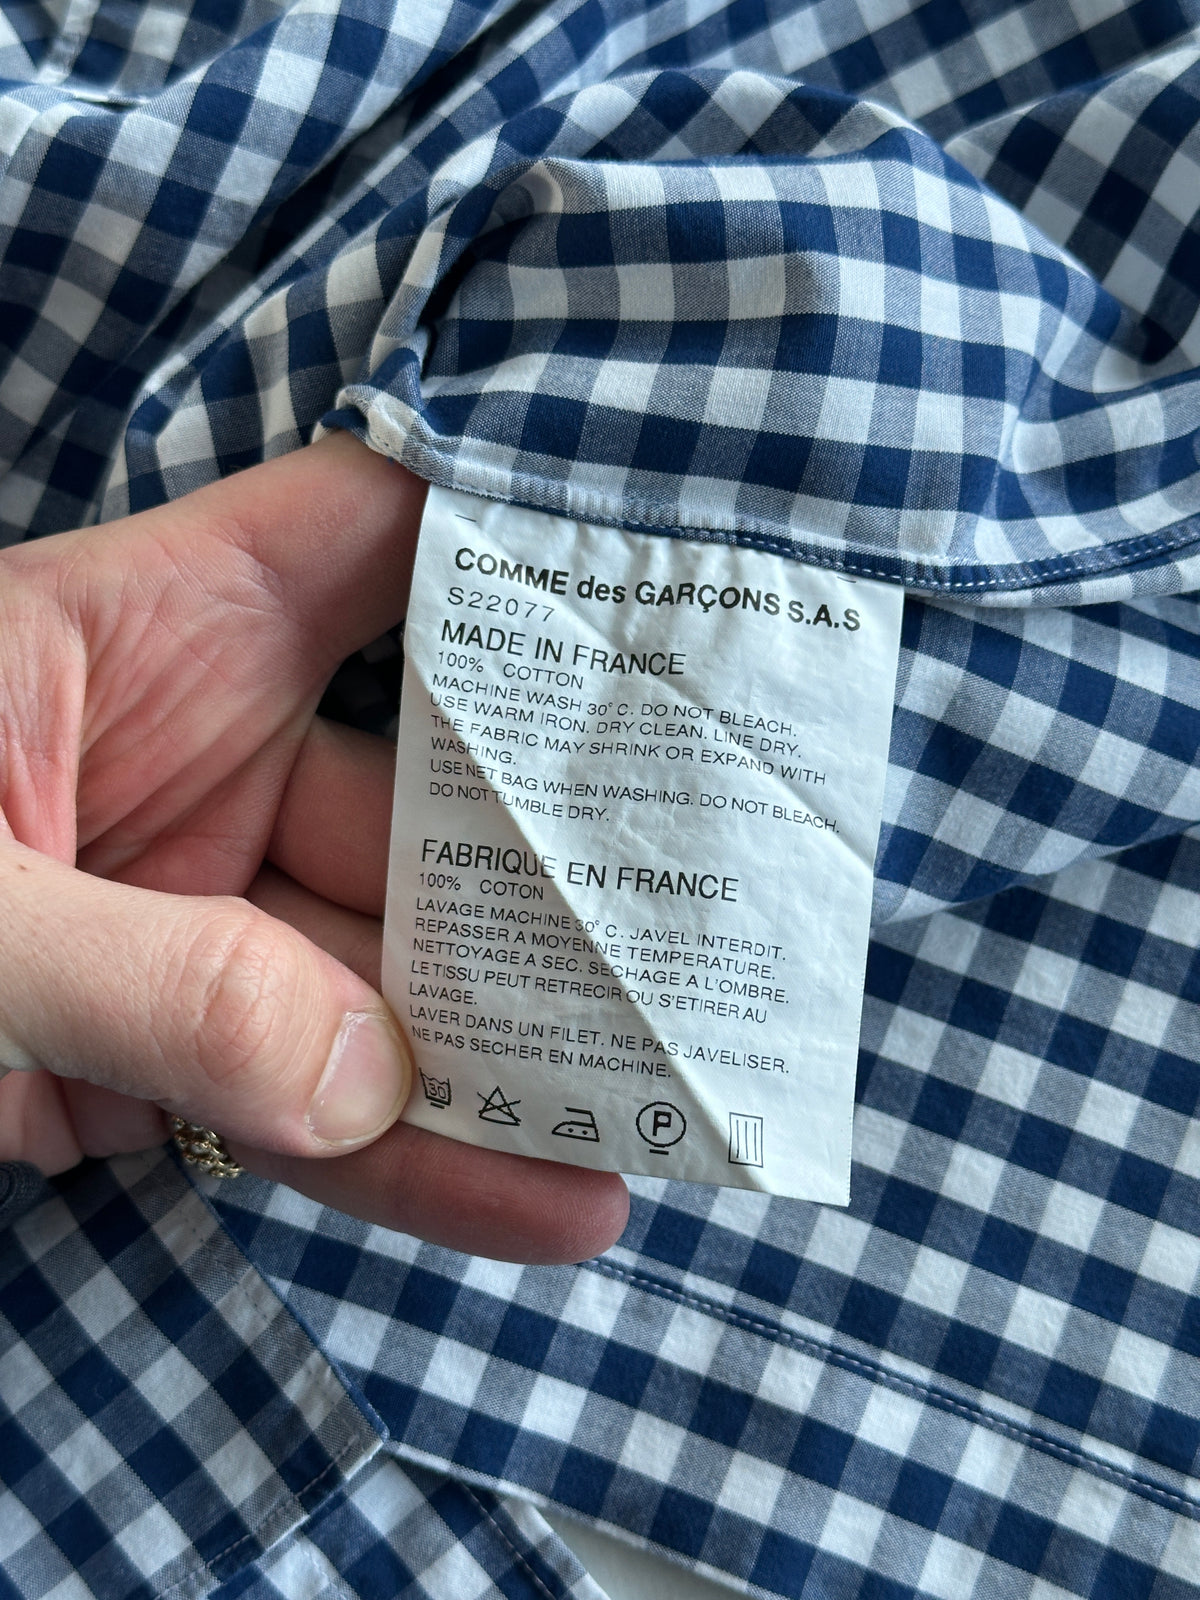 COMME des GARÇONS S.A.S
S22077
MADE IN FRANCE
100% COTTON
MACHINE WASH 30° C. DO NOT BLEACH.
USE WARM IRON. DRY CLEAN. LINE DRY.
THE FABRIC MAY SHRINK OR EXPAND WITH
WASHING.
USE NET BAG WHEN WASHING. DO NOT BLEACH.
DO NOT TUMBLE DRY.
FABRIQUE EN FRANCE
100% COTON
LAVAGE MACHINE 30° C. JAVEL INTERDIT.
REPASSER A MOYENNE TEMPERATURE.
NETTOYAGE A SEC. SECHAGE A L'OMBRE.
LE TISSU PEUT RETRECIR OU S'ETIRER AU
LAVAGE.
LAVER DANS UN FILET. NE PAS JAVELISER.
NE PAS SECHER EN MACHINE.
30 P